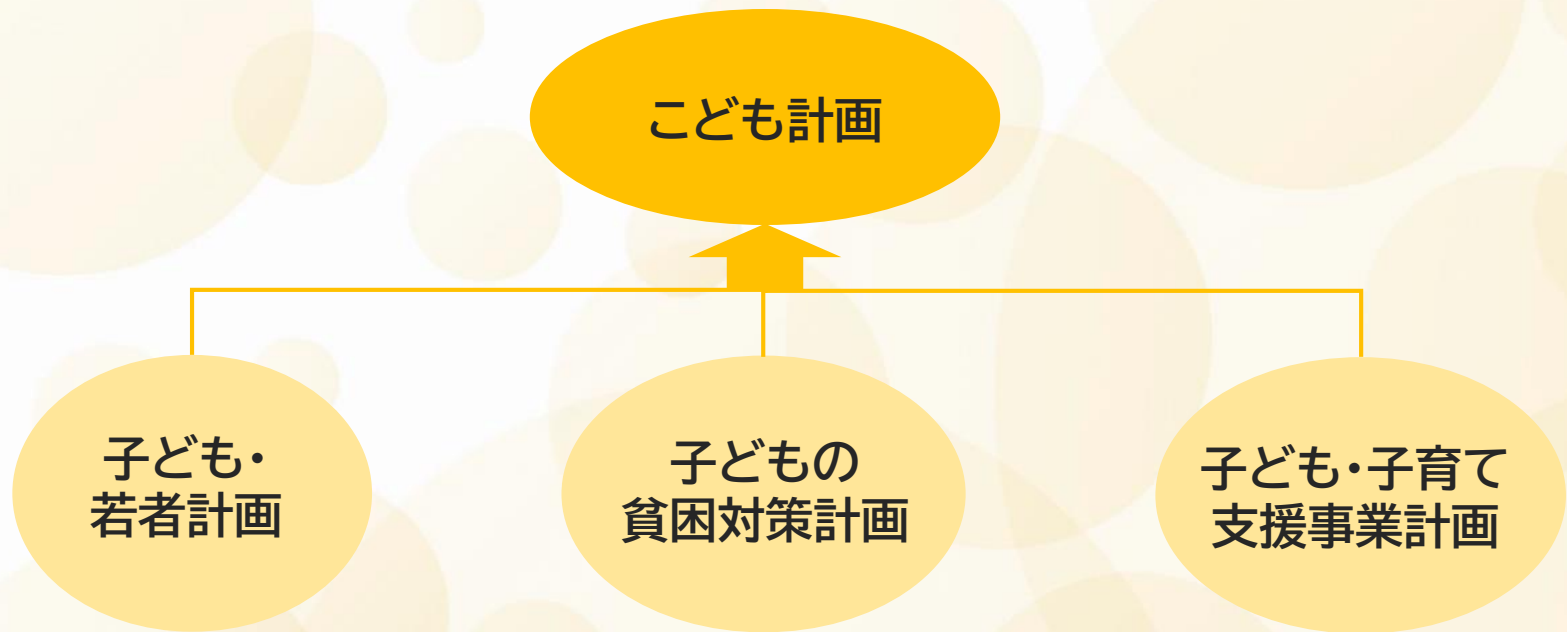 こども計画
子ども・
若者計画
子どもの
貧困対策計画
子ども・子育て
支援事業計画